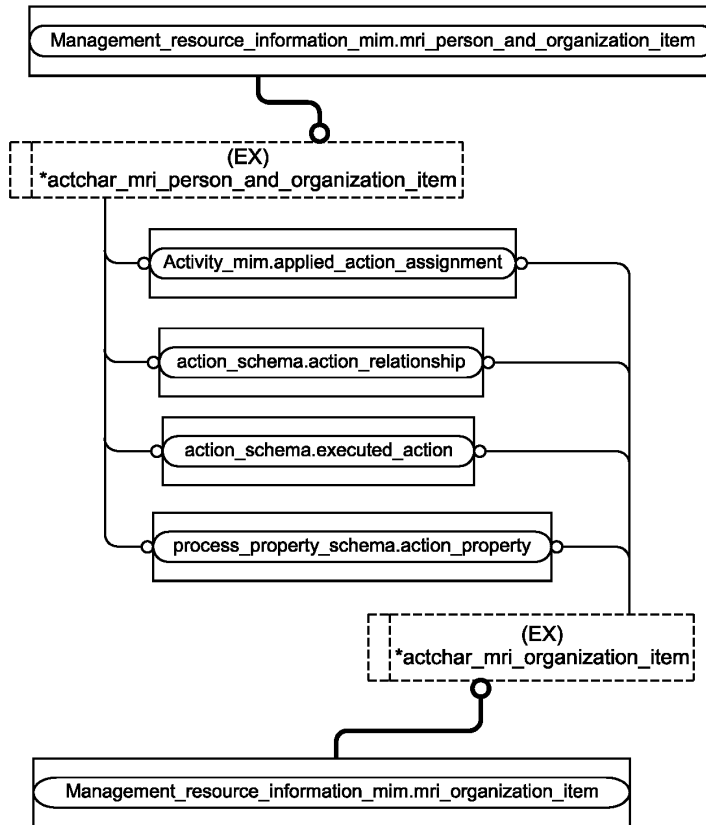 Management_resource_information_mim.mri_person_and_organization_item
(EX)
*actchar_mri_person_and_organization_item
Activity_mim.applied_action_assignment
action_schema.action_relationship
action_schema.executed_action
process_property_schema.action_property
(EX)
*actchar_mri_organization_item
Management_resource_information_mim.mri_organization_item